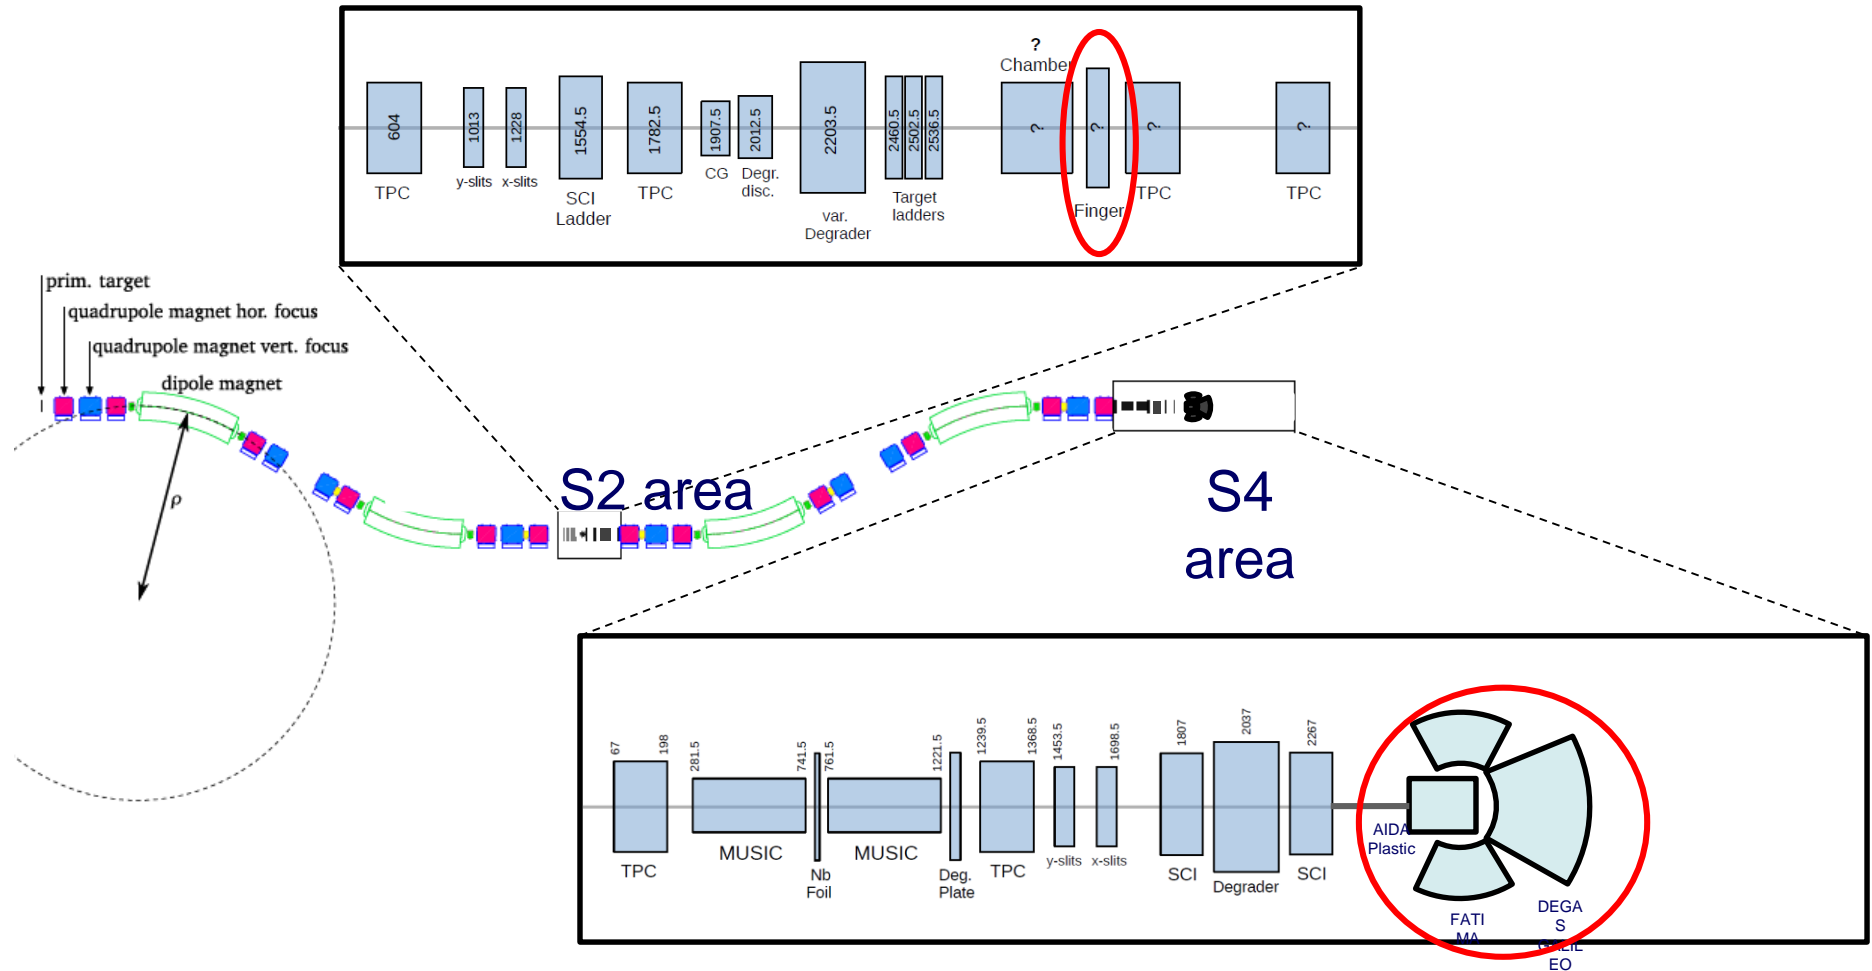 ?
Chamber
604
1013
1228
1554.5
1782.5
1907.5
2012.5
2203.5
2460.5
2502.5
2536.5
?
?
?
?
TPC
y-slits
x-slits
SCI
Ladder
TPC
CG
Degr.
disc.
var.
Degrader
Target
ladders
Finger
TPC
TPC
prim. target
quadrupole magnet hor. focus
quadrupole magnet vert. focus
dipole magnet
ρ
S2 area
S4
area
67
198
281.5
741.5
761.5
1221.5
1239.5
1368.5
1453.5
1698.5
1807
2037
2267
TPC
MUSIC
Nb
Foil
MUSIC
Deg.
Plate
TPC
y-slits
x-slits
SCI
Degrader
SCI
AIDA
Plastic
FATI
MA
DEGA
S
GALIL
EO